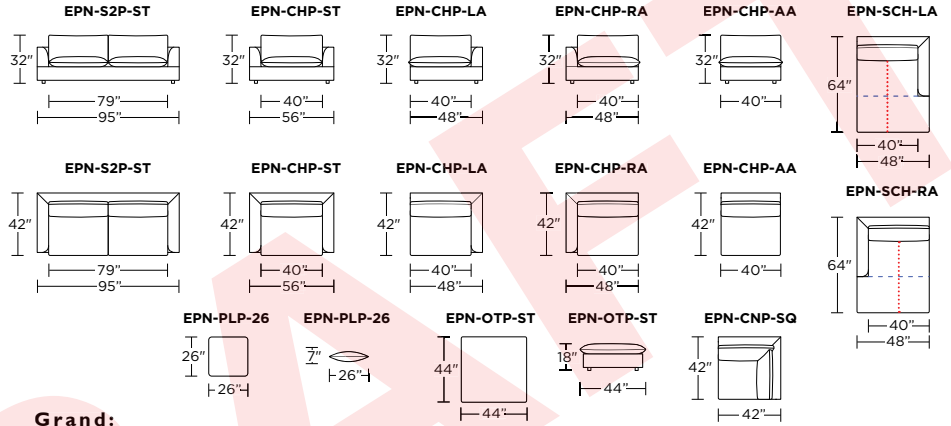 EPN-S2P-ST EPN-CHP-ST EPN-CHP-LA EPN-CHP-RA EPN-CHP-AA EPN-SCH-LA
32" 32" 32" 32" 32" 64"
79" 40" 40" 40" 40" 40"
95" 56" 48" 48" 48"
EPN-S2P-ST EPN-CHP-ST EPN-CHP-LA EPN-CHP-RA EPN-CHP-AA EPN-SCH-RA
42" 42" 42" 42" 42" 64"
79" 40" 40" 40" 40" 40"
95" 56" 48" 48" 48"
EPN-PLP-26 EPN-PLP-26 EPN-OTP-ST EPN-OTP-ST EPN-CNP-SQ
26" 7" 44" 18" 42"
26" 26" 44" 44" 42"
Grand: